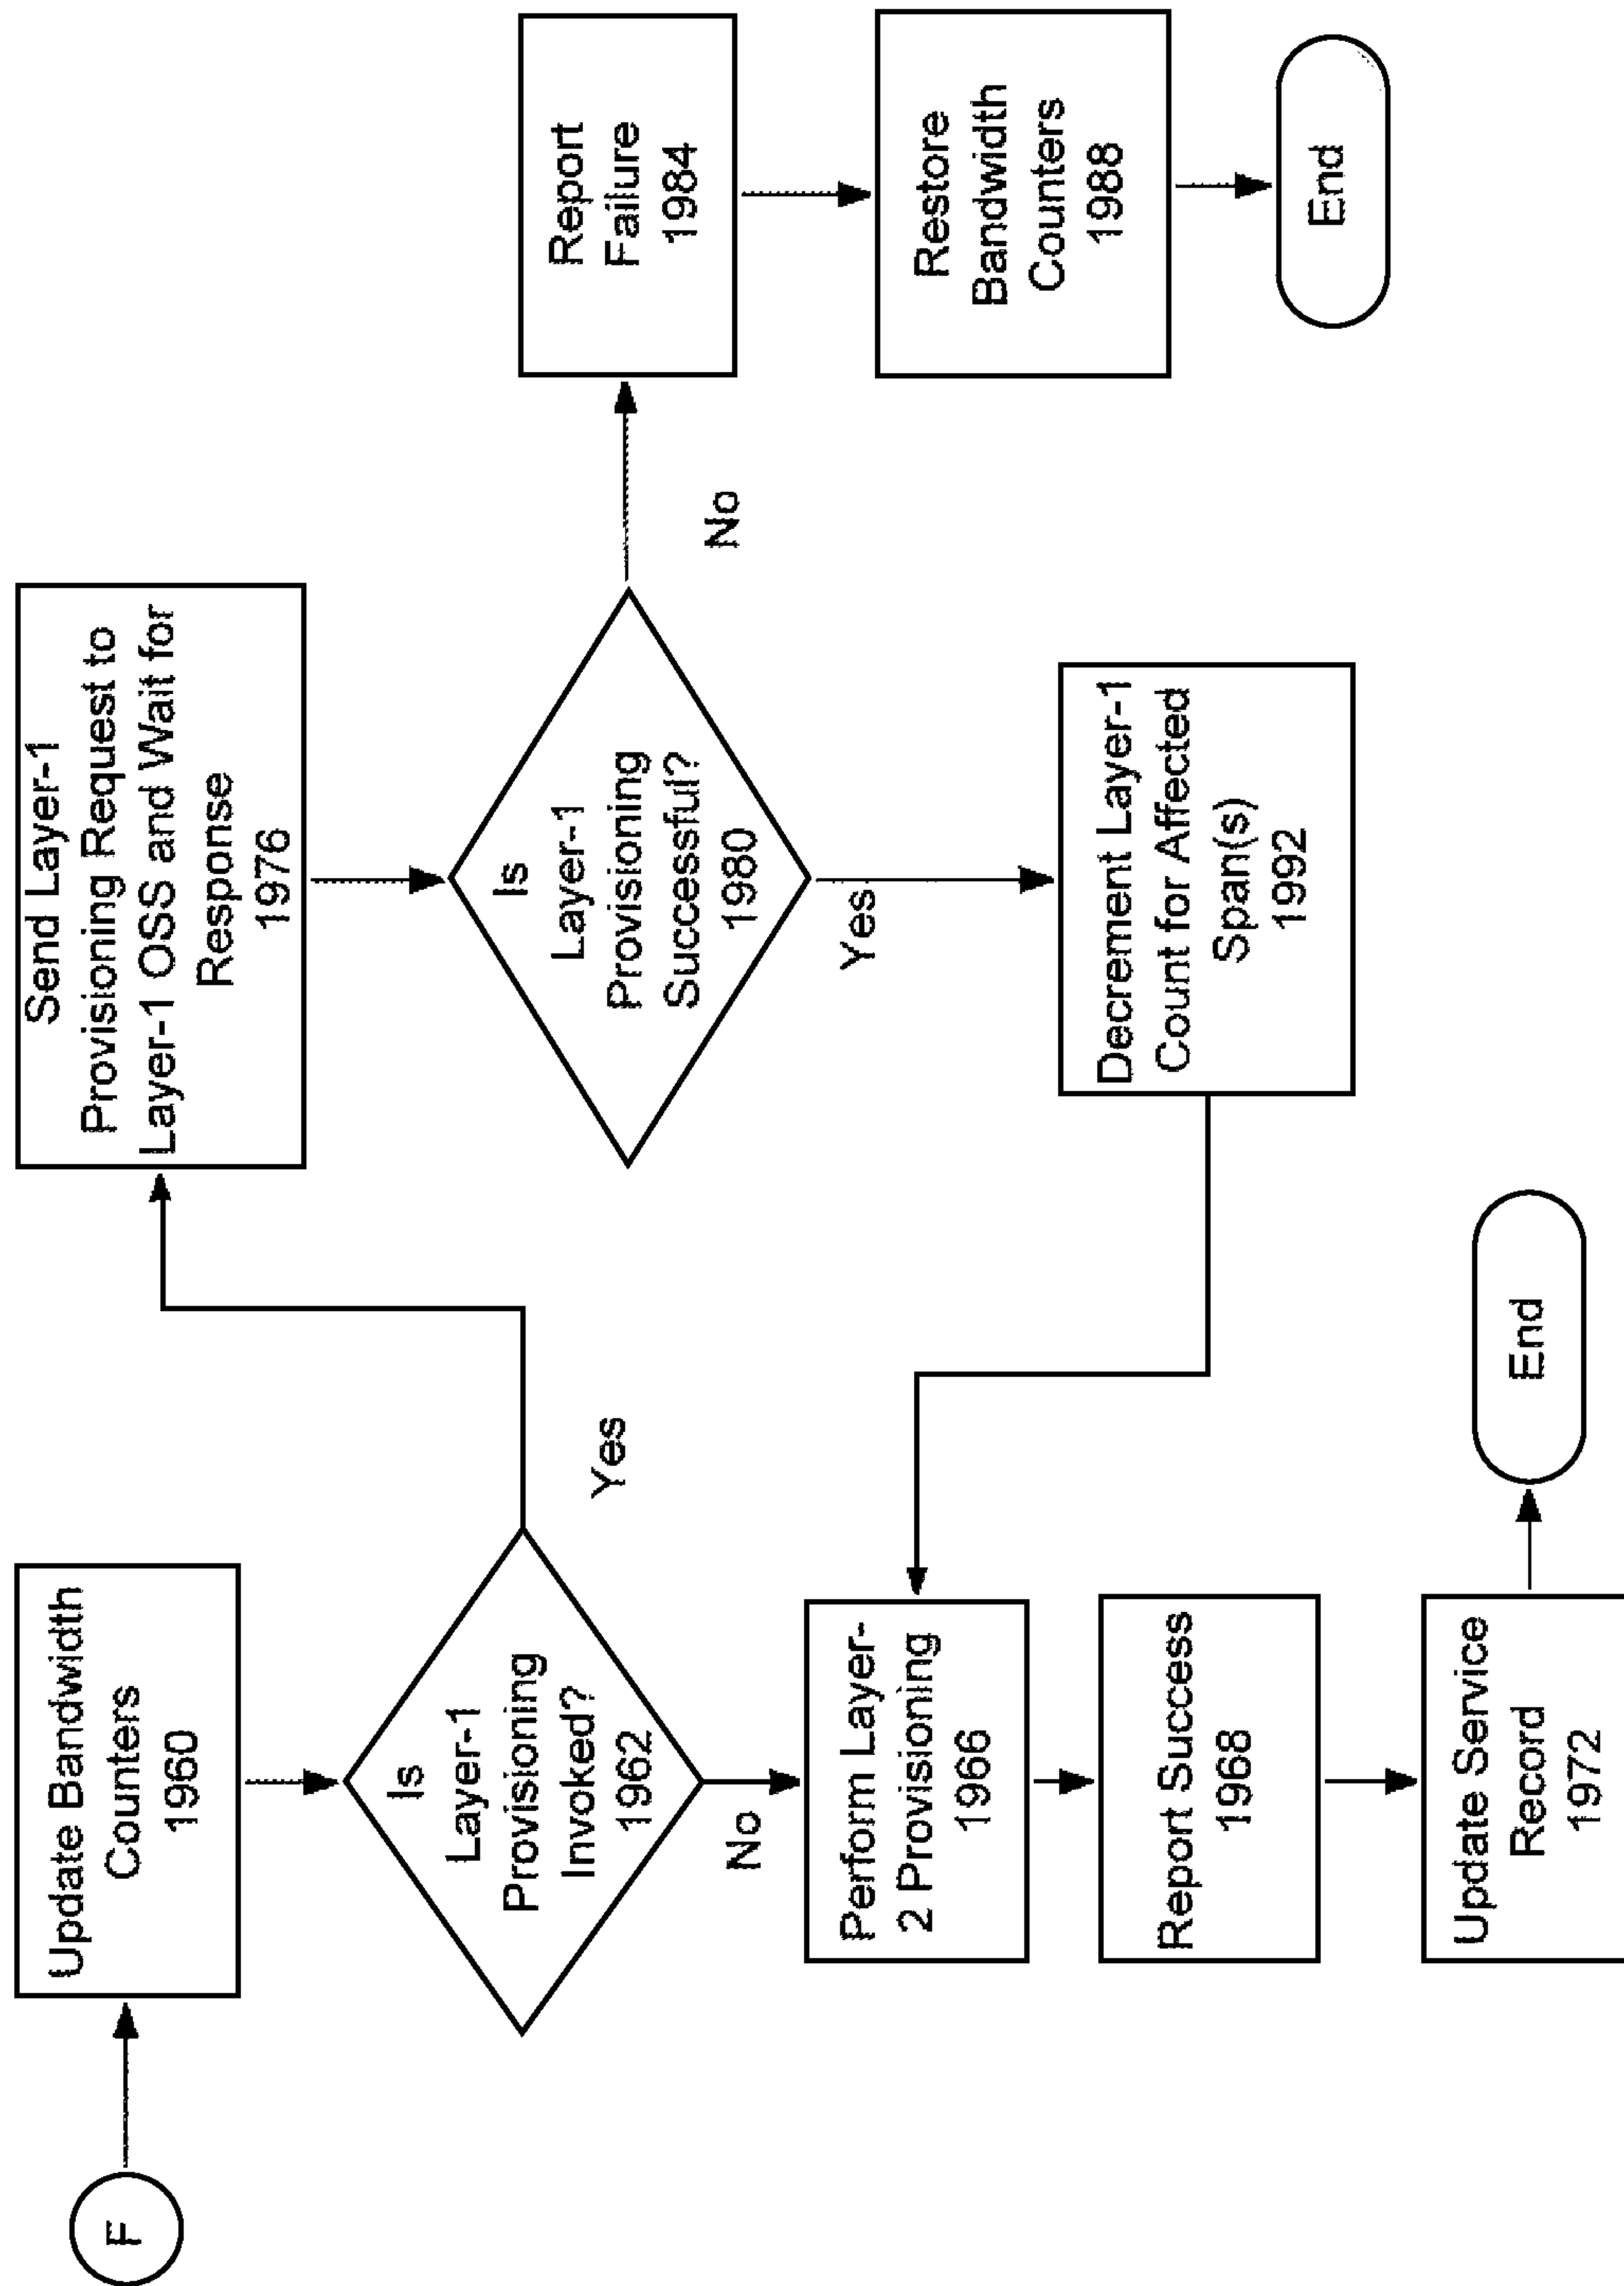 F
Update Bandwidth
Counters
1960
Is
Layer-1
Provisioning
Invoked?
1962
Yes
No
Perform Layer-
2 Provisioning
1966
Report Success
1968
Update Service
Record
1972
End
Send Layer-1
Provisioning Request to
Layer-1 OSS and Wait for
Response
1976
Is
Layer-1
Provisioning
Successful?
1980
No
Yes
Decrement Layer-1
Count for Affected
Span(s)
1992
Report
Failure
1984
Restore
Bandwidth
Counters
1988
End